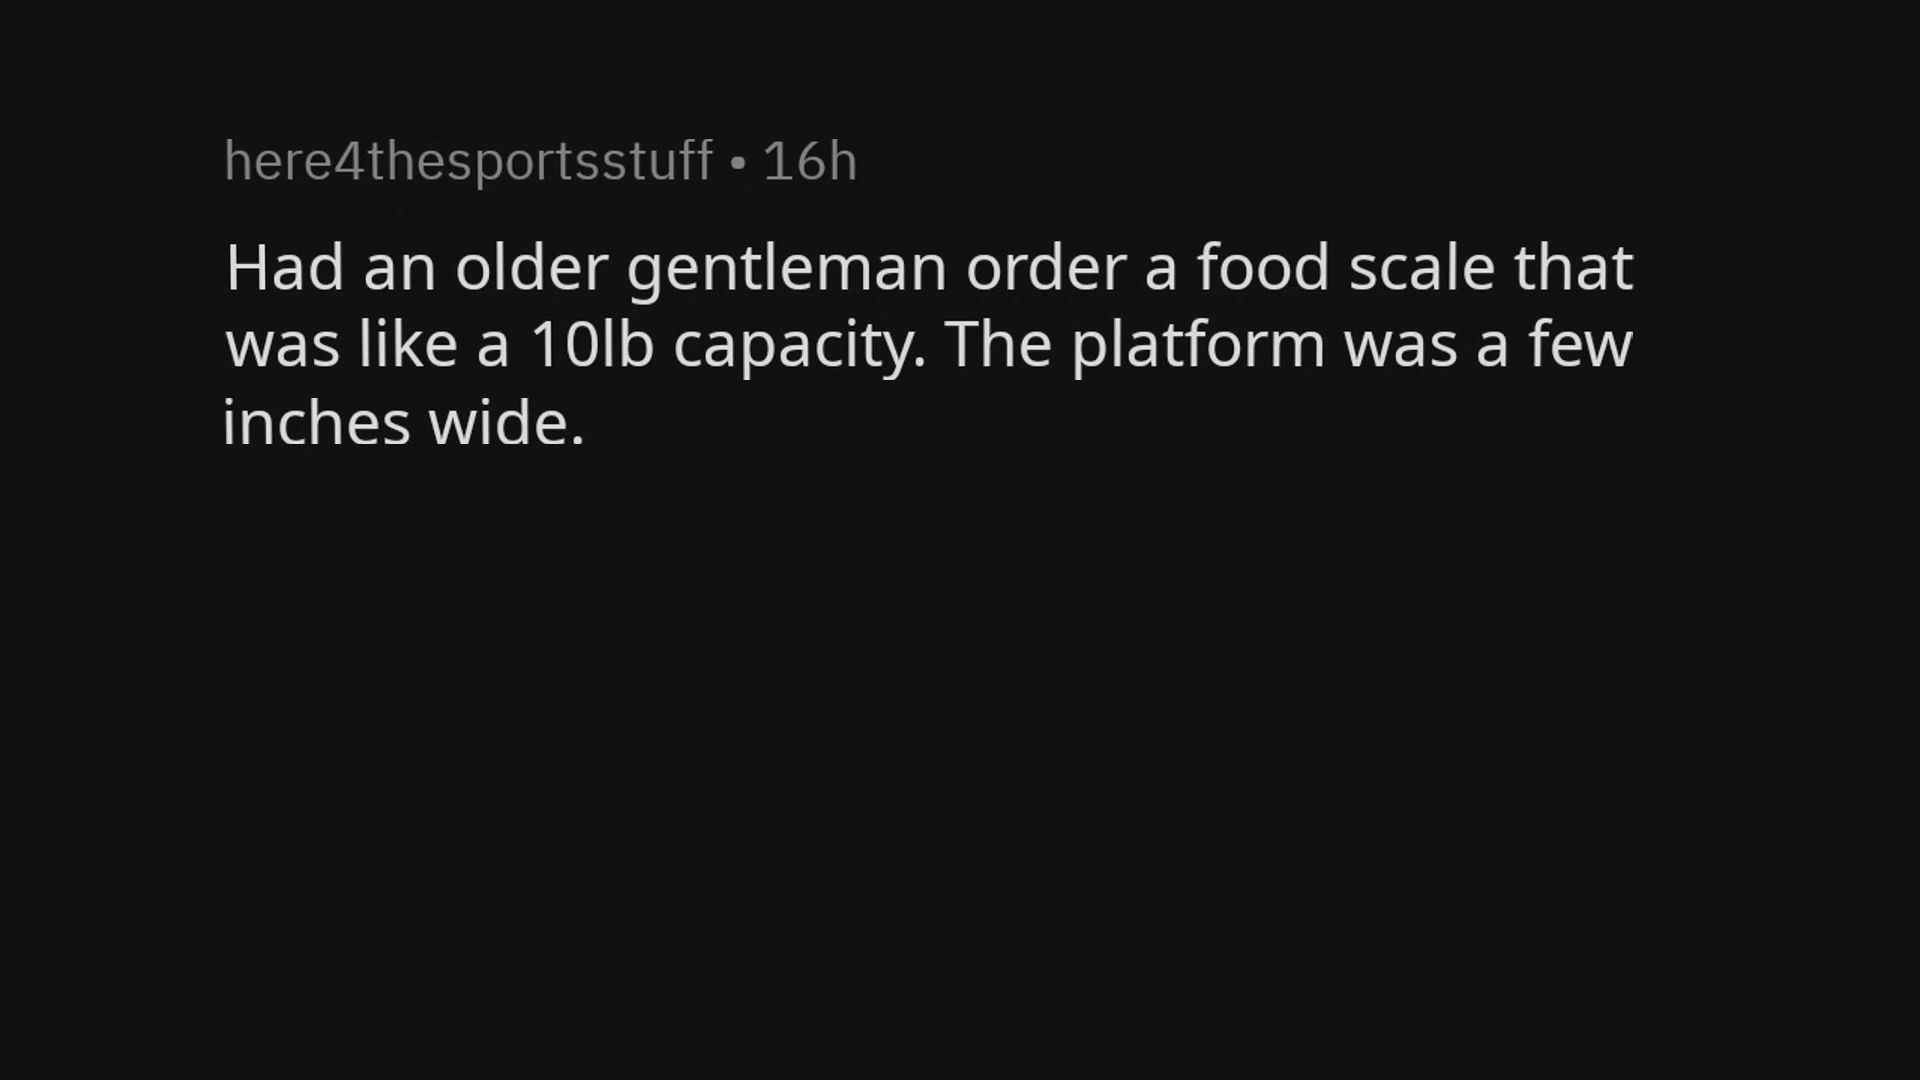 here4thesportsstuff • 16h
Had an older gentleman order a food scale that
was like a 10lb capacity. The platform was a few
inches wide.